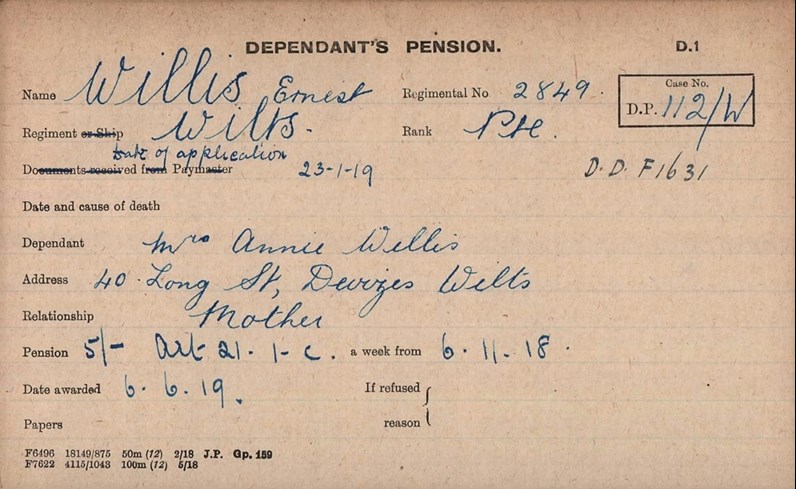 DEPENDANT'S PENSION. D.1
Name Willis Ernest Regimental No 2849. Case No.
D.P. 112/W
Regiment or Ship Wilts. Rank Pte.
Date of application
Documents received from Paymaster 23-1-19 D.D. F1631
Date and cause of death
Dependant Mrs Annie Willis
Address 40 Long St, Devizes Wilts
Relationship Mother
Pension 5/- Art 21. 1-c. a week from 6.11.18.
Date awarded 6.6.19. If refused
Papers reason
F6496 18149/875 50m (12) 2/18 J.P. Gp. 159
F7622 4115/1043 100m (12) 5/18